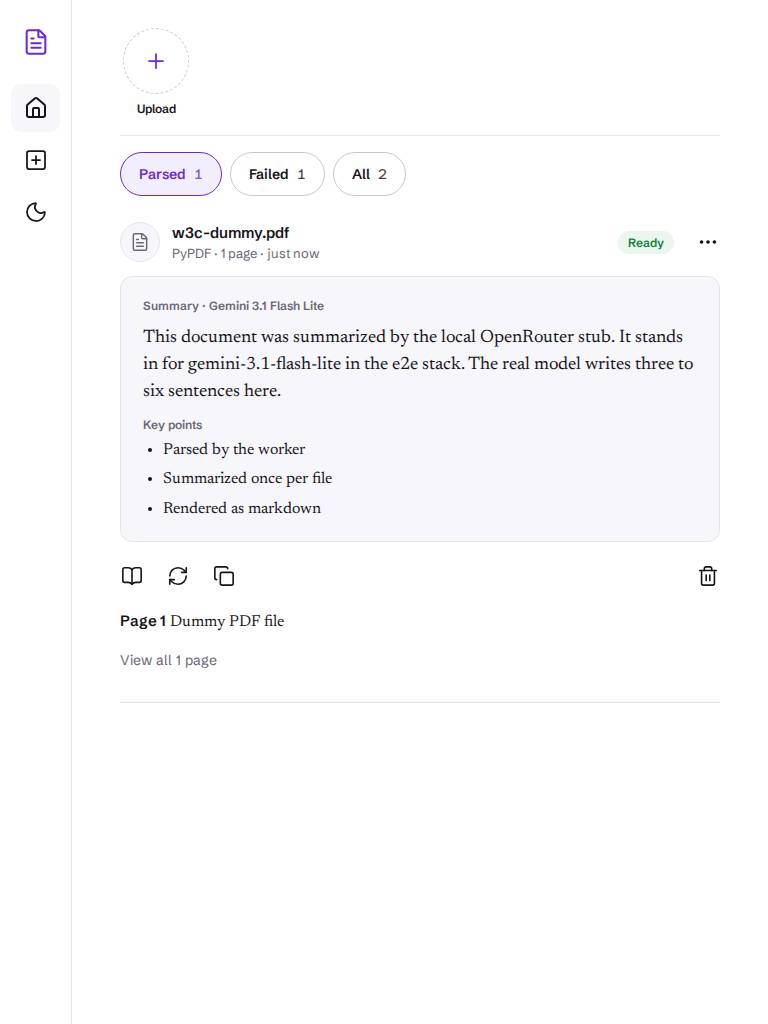 Upload
Parsed 1
Failed 1
All 2
w3c-dummy.pdf
PyPDF · 1 page · just now
Ready
Summary · Gemini 3.1 Flash Lite
This document was summarized by the local OpenRouter stub. It stands
in for gemini-3.1-flash-lite in the e2e stack. The real model writes three to
six sentences here.
Key points
• Parsed by the worker
• Summarized once per file
• Rendered as markdown
Page 1 Dummy PDF file
View all 1 page